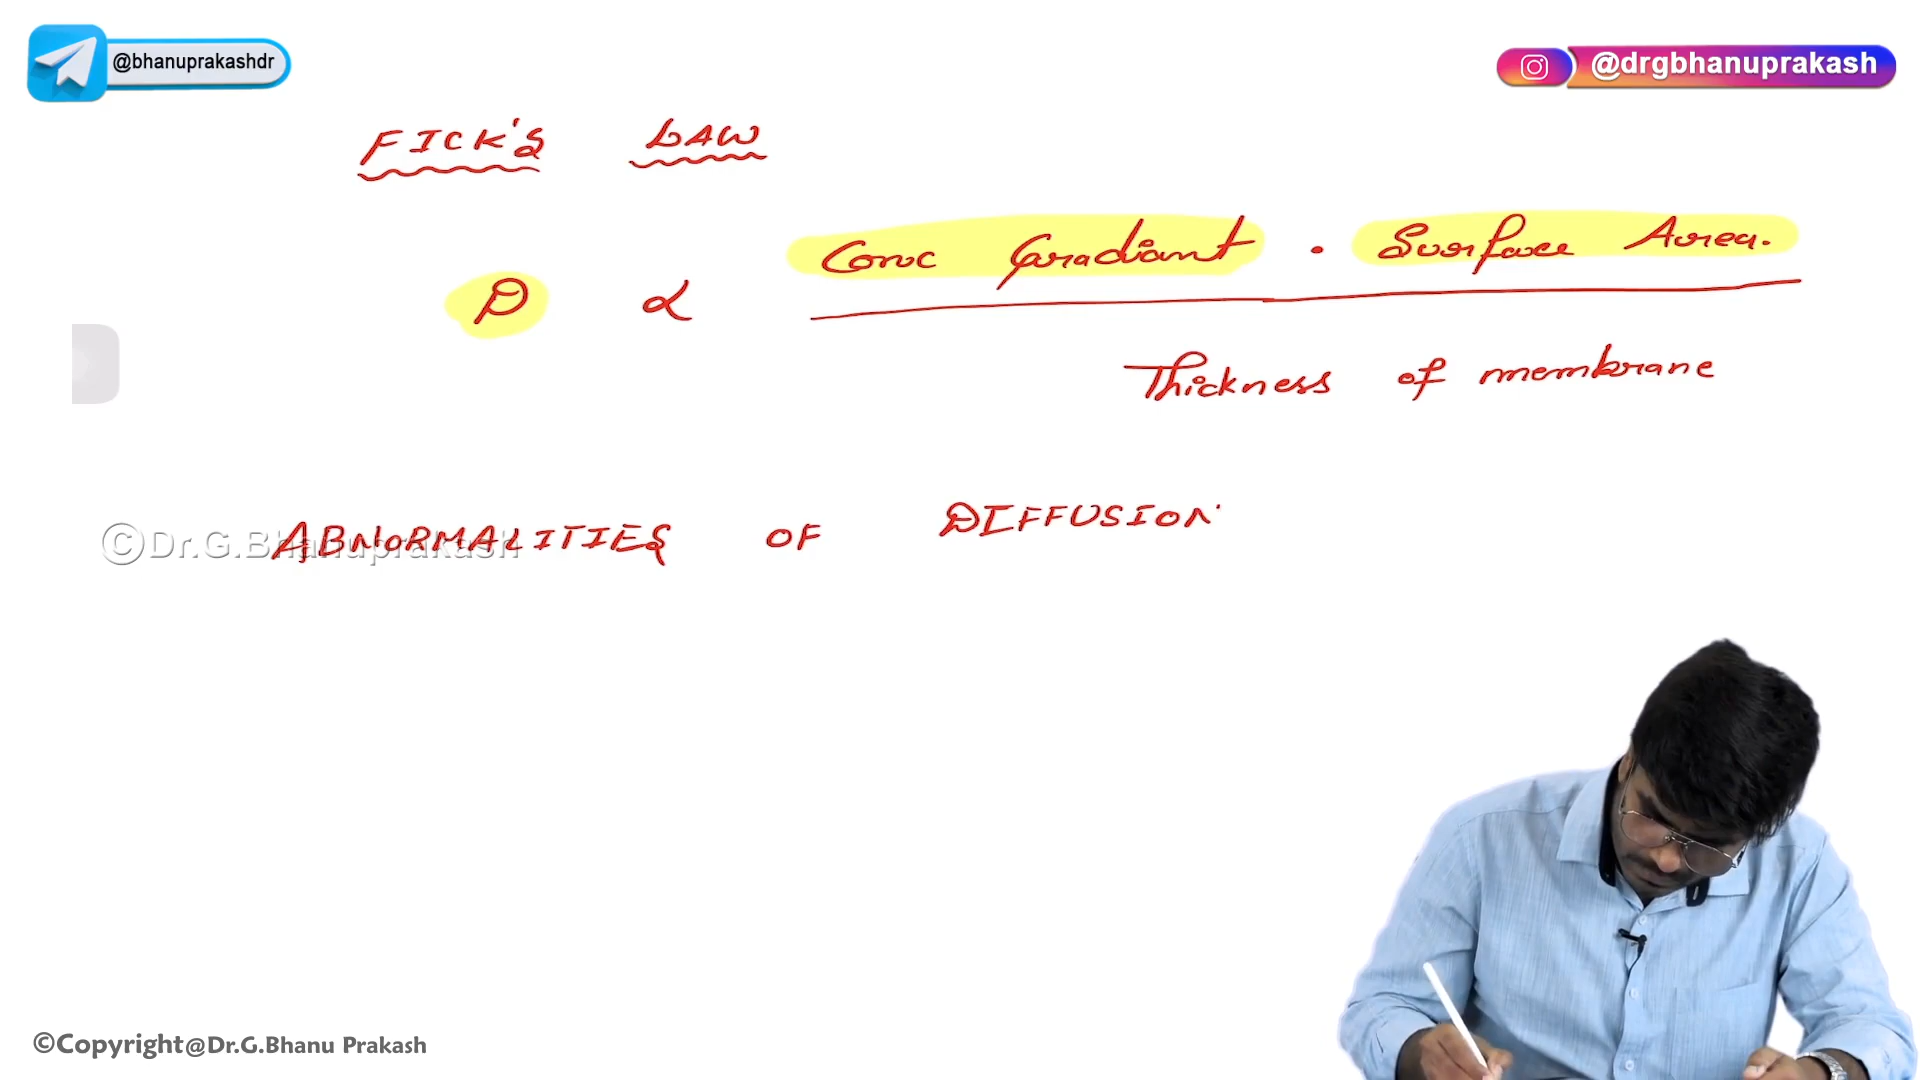 @bhanuprakashdr
@drgbhanuprakash
FICK'S LAW
D α Conc Gradiant . Surface Area.
Thickness of membrane
©Dr.G.Bhanuprakash
ABNORMALITIES OF DIFFUSION
©Copyright@Dr.G.Bhanu Prakash